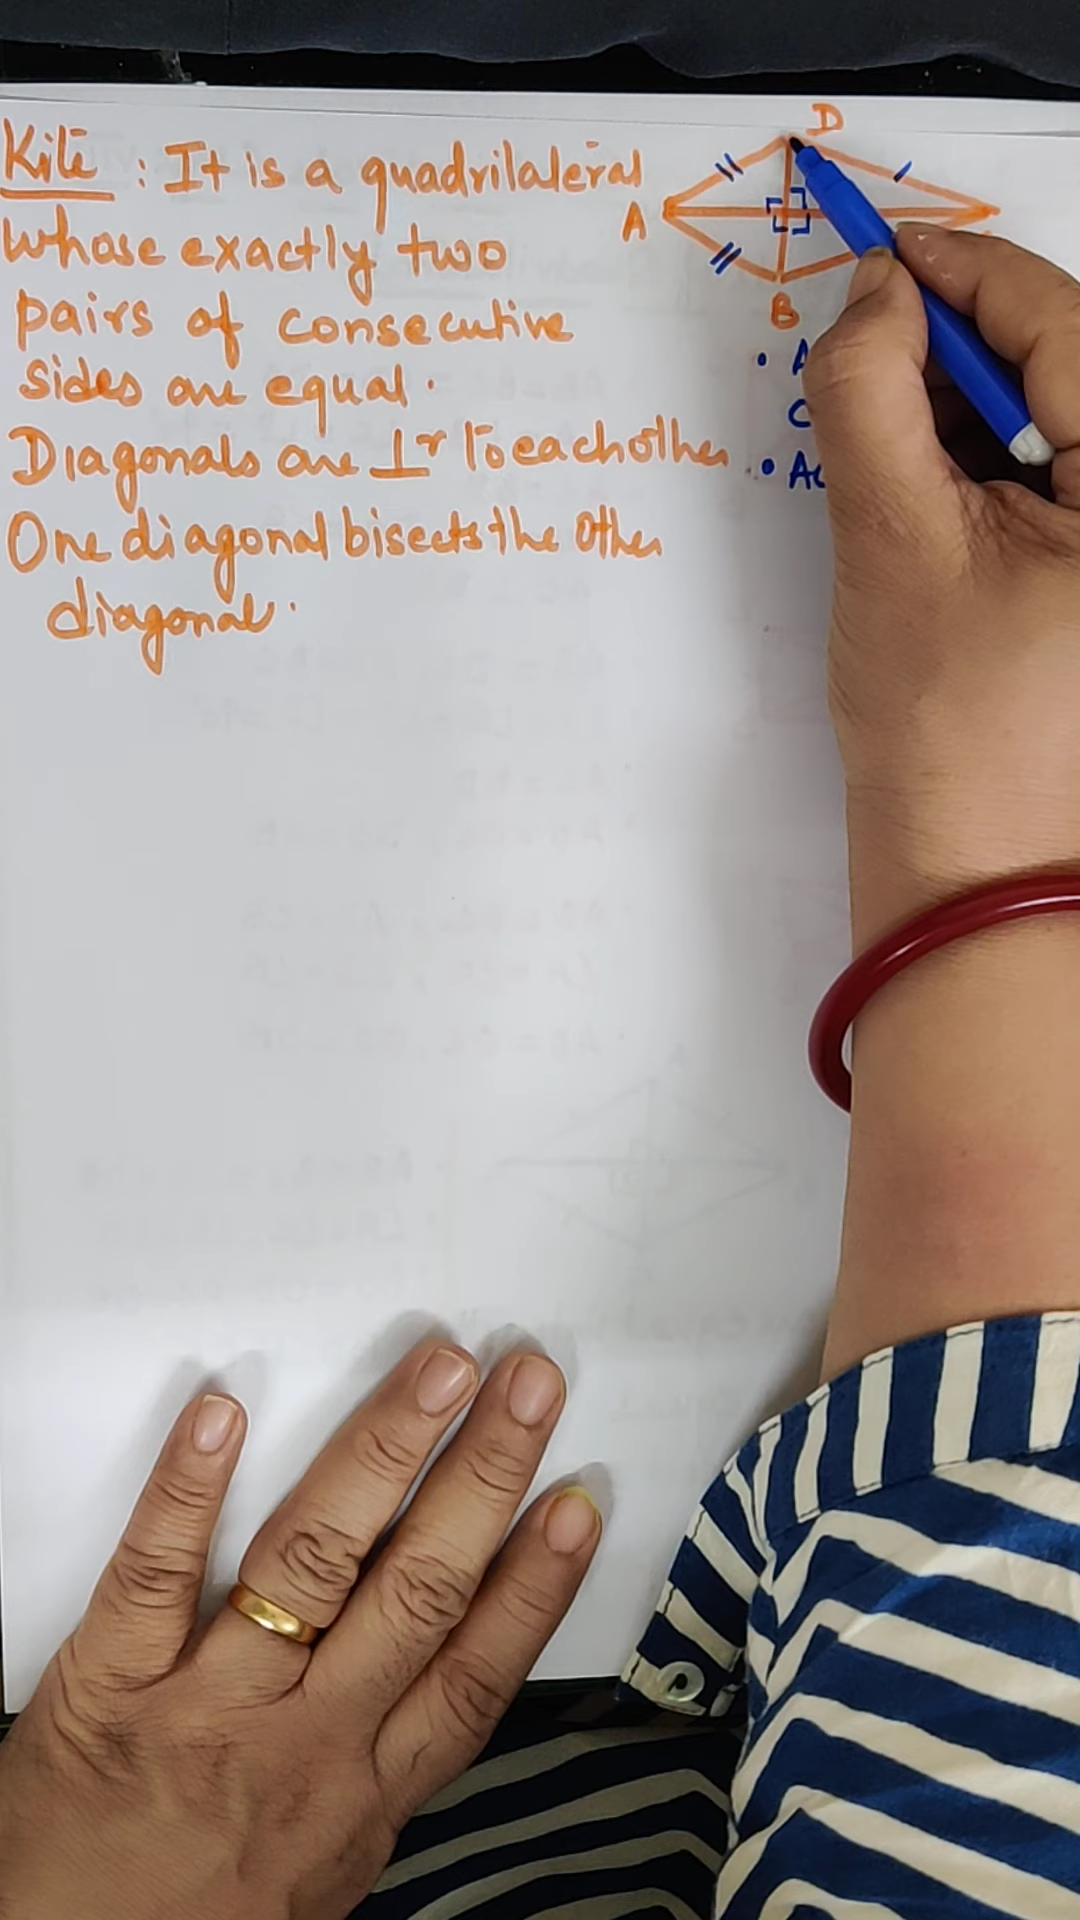 Kite : It is a quadrilateral
whose exactly two
pairs of consecutive
sides are equal.
Diagonals are ⊥r to each other
One diagonal bisects the other
diagonal.
D
A
B